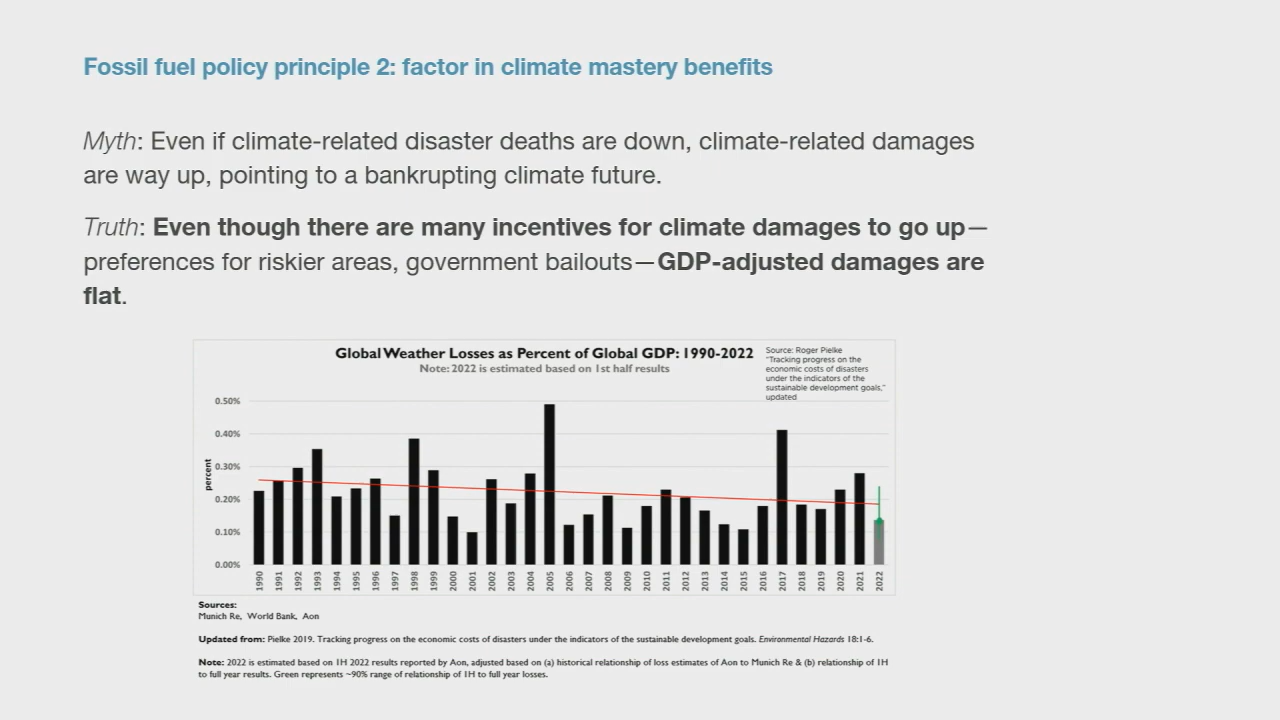 Fossil fuel policy principle 2: factor in climate mastery benefits
Myth: Even if climate-related disaster deaths are down, climate-related damages
are way up, pointing to a bankrupting climate future.
Truth: Even though there are many incentives for climate damages to go up—
preferences for riskier areas, government bailouts—GDP-adjusted damages are
flat.
Global Weather Losses as Percent of Global GDP: 1990-2022
Note: 2022 is estimated based on 1st half results
Source: Roger Pielke
"Tracking progress on the
economic costs of disasters
under the indicators of the
sustainable development goals,"
updated
percent
0.50%
0.40%
0.30%
0.20%
0.10%
0.00%
1990 1991 1992 1993 1994 1995 1996 1997 1998 1999 2000 2001 2002 2003 2004 2005 2006 2007 2008 2009 2010 2011 2012 2013 2014 2015 2016 2017 2018 2019 2020 2021 2022
Sources:
Munich Re, World Bank, Aon
Updated from: Pielke 2019. Tracking progress on the economic costs of disasters under the indicators of the sustainable development goals. Environmental Hazards 18:1-6.
Note: 2022 is estimated based on 1H 2022 results reported by Aon, adjusted based on (a) historical relationship of loss estimates of Aon to Munich Re & (b) relationship of 1H
to full year results. Green represents ~90% range of relationship of 1H to full year losses.